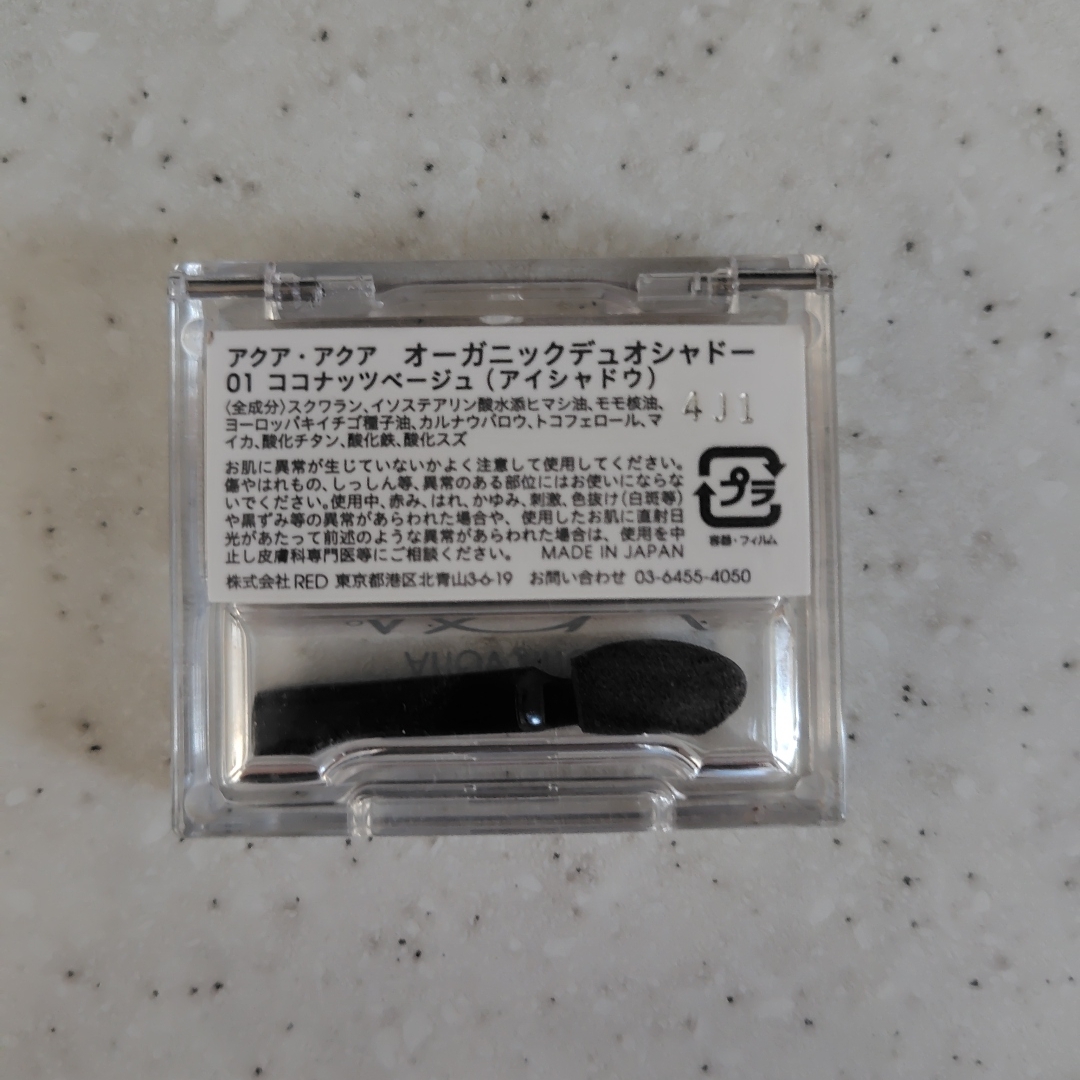 アクア・アクア　オーガニックデュオシャドー
01 ココナッツベージュ（アイシャドウ）
〈全成分〉スクワラン、イソステアリン酸水添ヒマシ油、モモ核油、
ヨーロッパキイチゴ種子油、カルナウバロウ、トコフェロール、マ
イカ、酸化チタン、酸化鉄、酸化スズ
4J1
お肌に異常が生じていないかよく注意して使用してください。
傷やはれもの、しっしん等、異常のある部位にはお使いにならな
いでください。使用中、赤み、はれ、かゆみ、刺激、色抜け（白斑等）
や黒ずみ等の異常があらわれた場合や、使用したお肌に直射日
光があたって前述のような異常があらわれた場合は、使用を中
止し皮膚科専門医等にご相談ください。　MADE IN JAPAN
プラ
容器・フィルム
株式会社RED 東京都港区北青山3-6-19　お問い合わせ 03-6455-4050